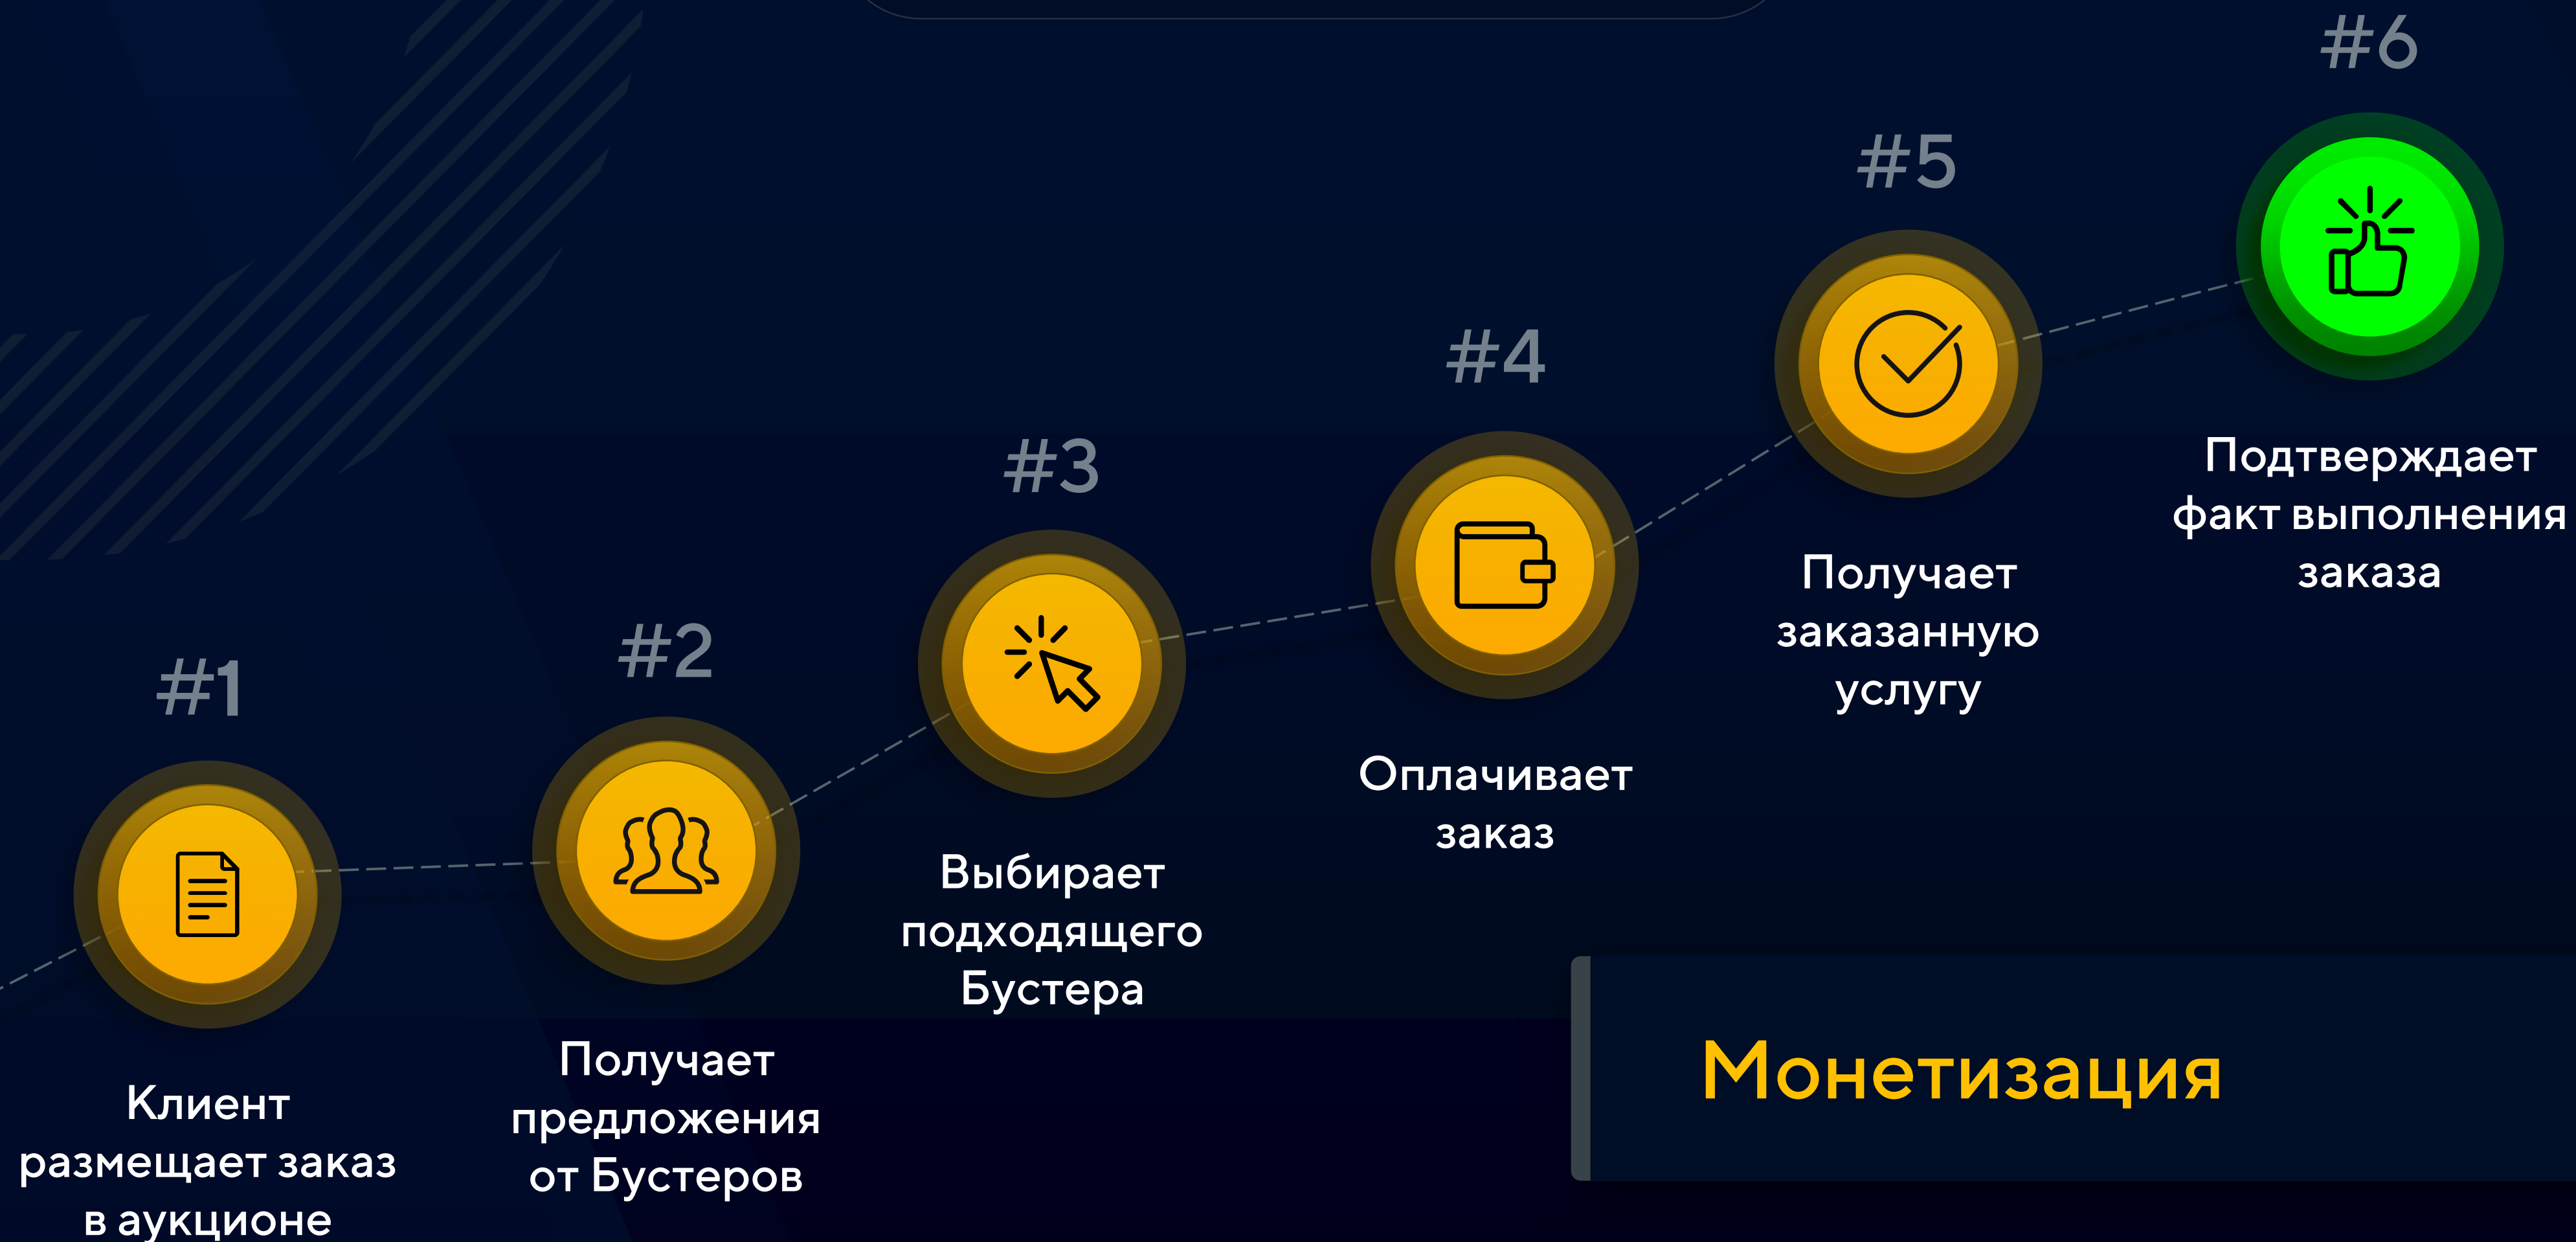 #1
Клиент
размещает заказ
в аукционе
#2
Получает
предложения
от Бустеров
#3
Выбирает
подходящего
Бустера
#4
Оплачивает
заказ
#5
Получает
заказанную
услугу
#6
Подтверждает
факт выполнения
заказа
Монетизация